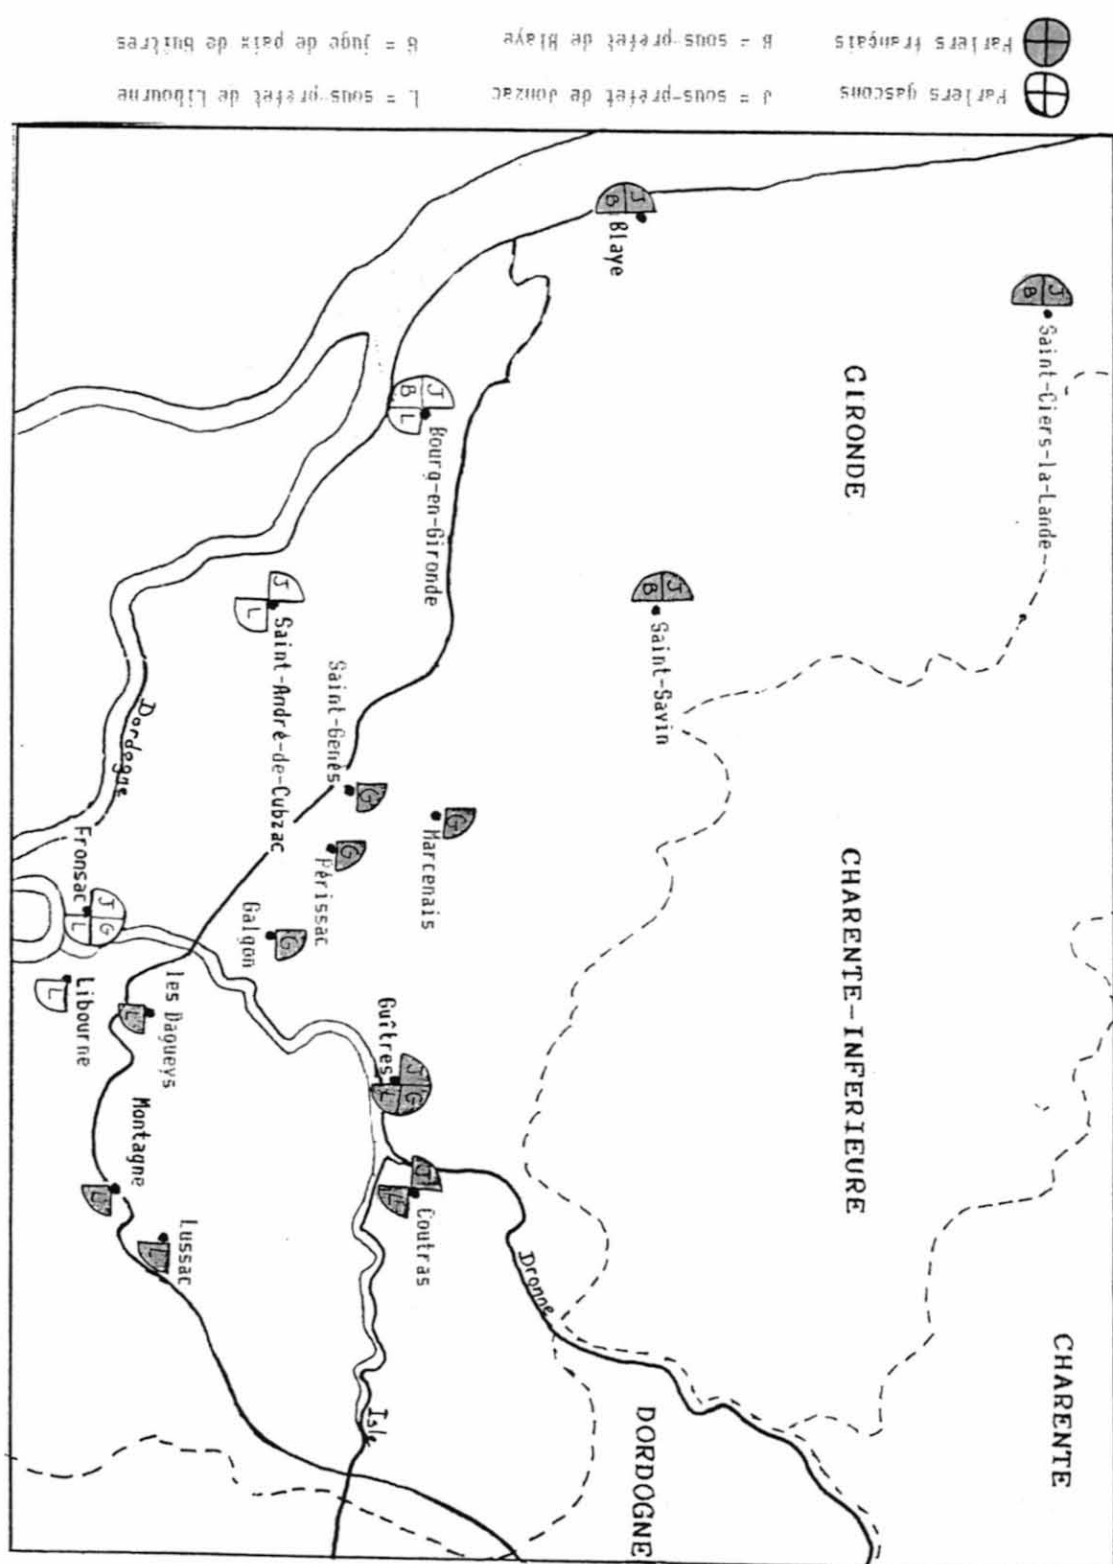 Parlers français
B = sous-préfet de Blaye
G = juge de paix de Guîtres
Parlers gascons
J = sous-préfet de Jonzac
L = sous-préfet de Libourne
J
B
Blaye
J
B
Saint-Ciers-la-Lande
GIRONDE
J
B
L
Bourg-en-Gironde
J
L
Saint-André-de-Cubzac
J
B
Saint-Savin
Saint-Genès
G
Marcenais
G
Périssac
G
Galgon
G
Dordogne
Fronsac
J
G
L
Libourne
L
les Dagueys
L
Guîtres
J
G
L
CHARENTE-INFERIEURE
Montagne
L
Lussac
L
Coutras
J
L
Dronne
Isle
DORDOGNE
CHARENTE